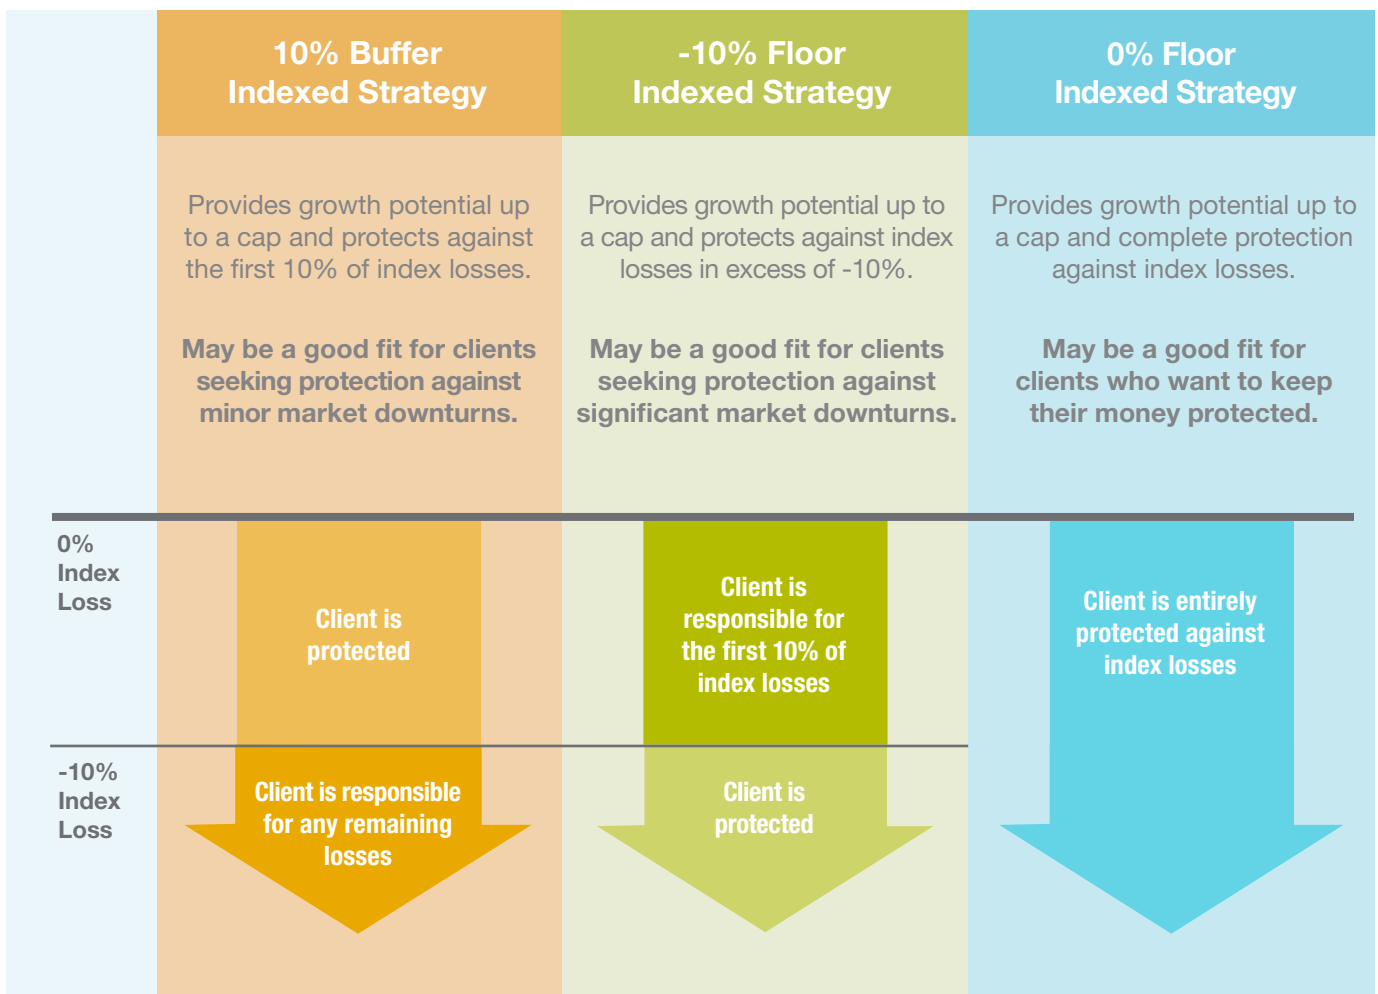 10% Buffer
Indexed Strategy
-10% Floor
Indexed Strategy
0% Floor
Indexed Strategy
Provides growth potential up
to a cap and protects against
the first 10% of index losses.
May be a good fit for clients
seeking protection against
minor market downturns.
Provides growth potential up to
a cap and protects against index
losses in excess of -10%.
May be a good fit for clients
seeking protection against
significant market downturns.
Provides growth potential up to
a cap and complete protection
against index losses.
May be a good fit for
clients who want to keep
their money protected.
0%
Index
Loss
Client is
protected
Client is
responsible for
the first 10% of
index losses
Client is entirely
protected against
index losses
-10%
Index
Loss
Client is responsible
for any remaining
losses
Client is
protected